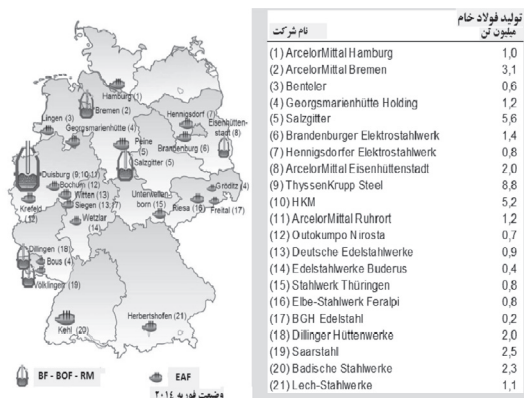 Hamburg (1)
Bremen (2)
Lingen (3)
Hennigsdorf (7)
Eisenhütten-
stadt (8)
Georgsmarienhütte (4)
Peine
(5)
Salzgitter (5)
Brandenburg (6)
Duisburg (9;10;11)
Bochum (12)
Witten (13)
Siegen (13;17)
Krefeld
(12)
Wetzlar
(14)
Unterwellen-
born (15)
Gröditz (4)
Riesa (16)
Freital (17)
Dillingen (18)
Bous (4)
Völklingen (19)
Kehl (20)
Herbertshofen (21)
BF - BOF - RM
EAF
وضعیت فوریه ۲۰۱۴
تولید فولاد خام
میلیون تن
نام شرکت
(1) ArcelorMittal Hamburg 1,0
(2) ArcelorMittal Bremen 3,1
(3) Benteler 0,6
(4) Georgsmarienhütte Holding 1,2
(5) Salzgitter 5,6
(6) Brandenburger Elektrostahlwerk 1,4
(7) Hennigsdorfer Elektrostahlwerk 0,8
(8) ArcelorMittal Eisenhüttenstadt 2,0
(9) ThyssenKrupp Steel 8,8
(10) HKM 5,2
(11) ArcelorMittal Ruhrort 1,2
(12) Outokumpo Nirosta 0,7
(13) Deutsche Edelstahlwerke 0,9
(14) Edelstahlwerke Buderus 0,4
(15) Stahlwerk Thüringen 0,8
(16) Elbe-Stahlwerk Feralpi 0,8
(17) BGH Edelstahl 0,2
(18) Dillinger Hüttenwerke 2,0
(19) Saarstahl 2,5
(20) Badische Stahlwerke 2,3
(21) Lech-Stahlwerke 1,1